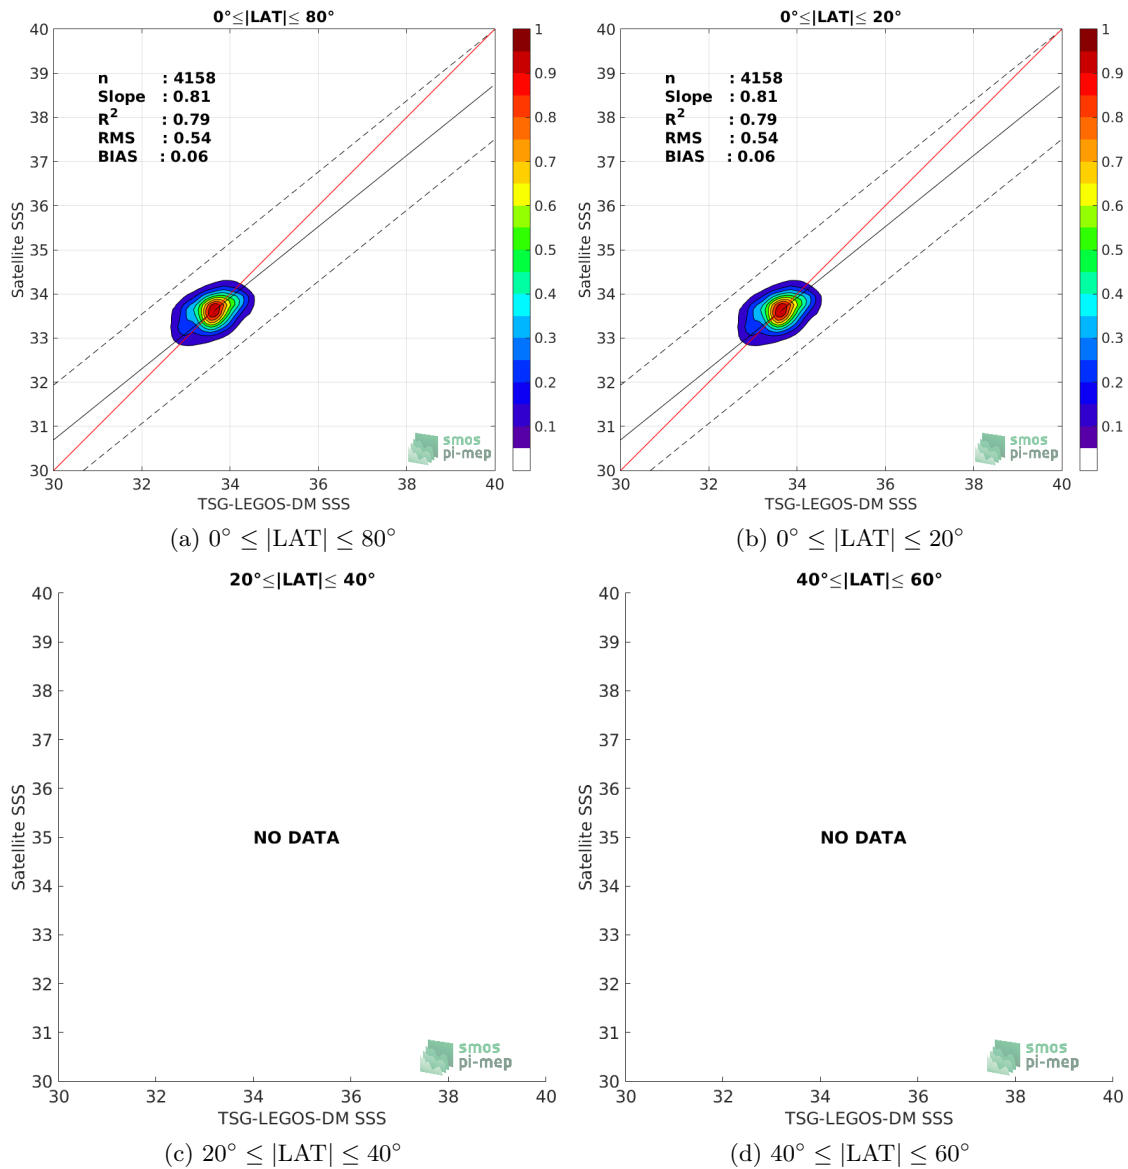 0°≤|LAT|≤ 80°
40
39
38
37
36
35
34
33
32
31
30
Satellite SSS
n : 4158
Slope : 0.81
R2 : 0.79
RMS : 0.54
BIAS : 0.06
1
0.9
0.8
0.7
0.6
0.5
0.4
0.3
0.2
0.1
smos
pi-mep
30 32 34 36 38 40
TSG-LEGOS-DM SSS
(a) 0° ≤ |LAT| ≤ 80°
0°≤|LAT|≤ 20°
40
39
38
37
36
35
34
33
32
31
30
Satellite SSS
n : 4158
Slope : 0.81
R2 : 0.79
RMS : 0.54
BIAS : 0.06
1
0.9
0.8
0.7
0.6
0.5
0.4
0.3
0.2
0.1
smos
pi-mep
30 32 34 36 38 40
TSG-LEGOS-DM SSS
(b) 0° ≤ |LAT| ≤ 20°
20°≤|LAT|≤ 40°
40
39
38
37
36
35
34
33
32
31
30
Satellite SSS
NO DATA
smos
pi-mep
30 32 34 36 38 40
TSG-LEGOS-DM SSS
(c) 20° ≤ |LAT| ≤ 40°
40°≤|LAT|≤ 60°
40
39
38
37
36
35
34
33
32
31
30
Satellite SSS
NO DATA
smos
pi-mep
30 32 34 36 38 40
TSG-LEGOS-DM SSS
(d) 40° ≤ |LAT| ≤ 60°